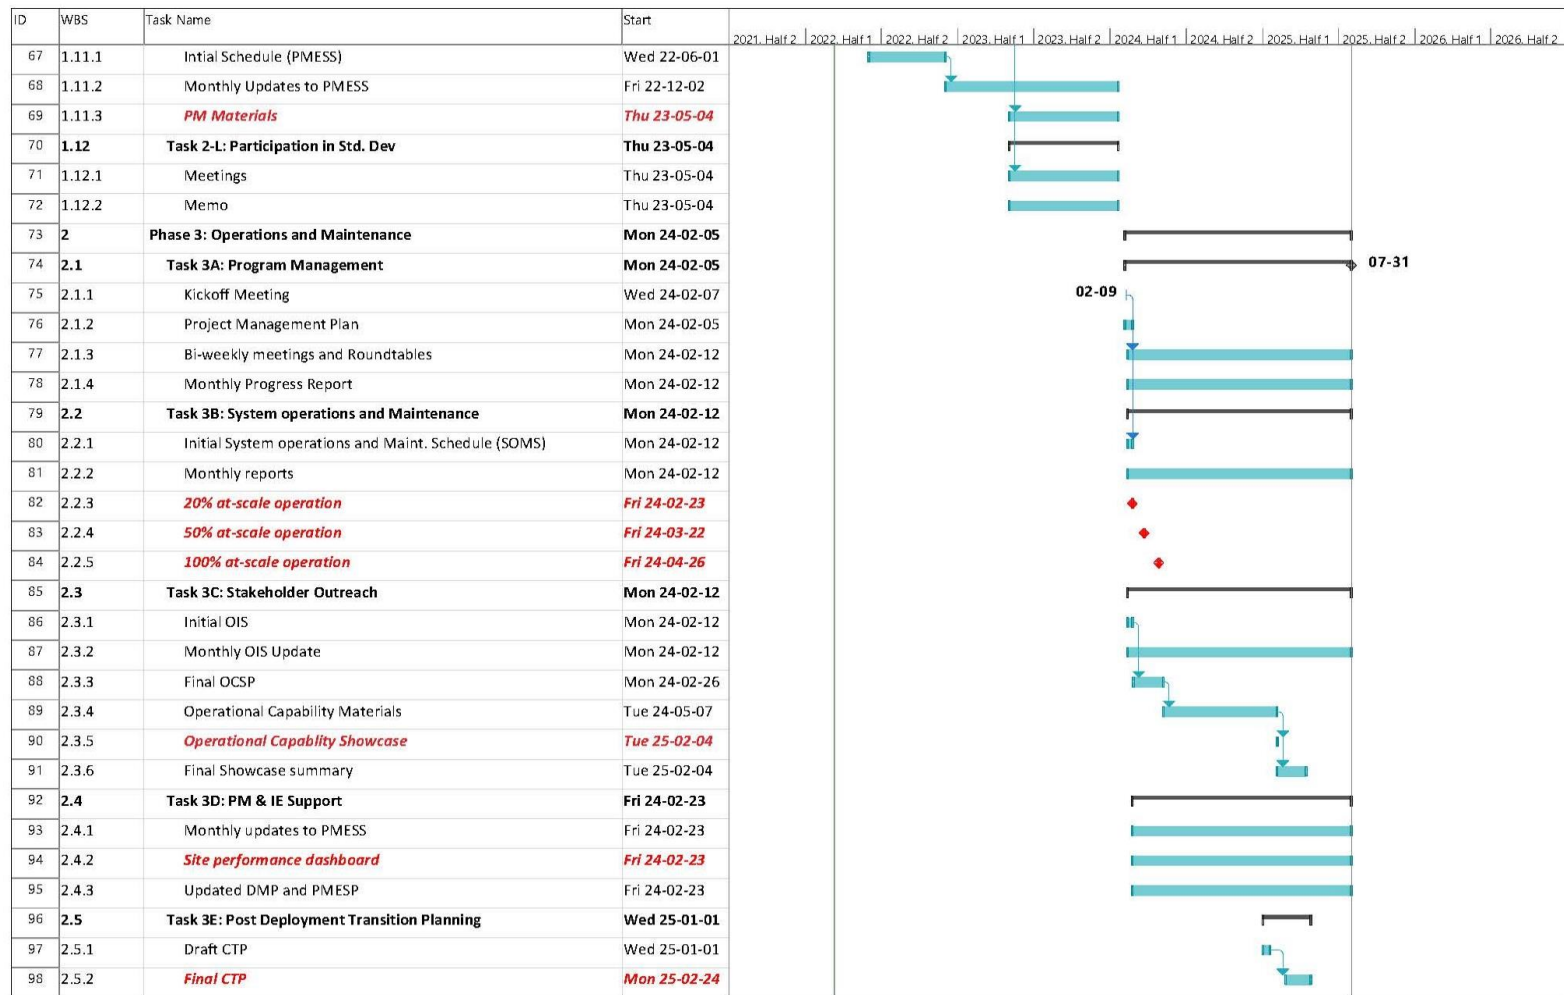 ID WBS Task Name Start
2021, Half 2 2022, Half 1 2022, Half 2 2023, Half 1 2023, Half 2 2024, Half 1 2024, Half 2 2025, Half 1 2025, Half 2 2026, Half 1 2026, Half 2
67 1.11.1 Intial Schedule (PMESS) Wed 22-06-01
68 1.11.2 Monthly Updates to PMESS Fri 22-12-02
69 1.11.3 PM Materials Thu 23-05-04
70 1.12 Task 2-L: Participation in Std. Dev Thu 23-05-04
71 1.12.1 Meetings Thu 23-05-04
72 1.12.2 Memo Thu 23-05-04
73 2 Phase 3: Operations and Maintenance Mon 24-02-05
74 2.1 Task 3A: Program Management Mon 24-02-05 07-31
75 2.1.1 Kickoff Meeting Wed 24-02-07 02-09
76 2.1.2 Project Management Plan Mon 24-02-05
77 2.1.3 Bi-weekly meetings and Roundtables Mon 24-02-12
78 2.1.4 Monthly Progress Report Mon 24-02-12
79 2.2 Task 3B: System operations and Maintenance Mon 24-02-12
80 2.2.1 Initial System operations and Maint. Schedule (SOMS) Mon 24-02-12
81 2.2.2 Monthly reports Mon 24-02-12
82 2.2.3 20% at-scale operation Fri 24-02-23
83 2.2.4 50% at-scale operation Fri 24-03-22
84 2.2.5 100% at-scale operation Fri 24-04-26
85 2.3 Task 3C: Stakeholder Outreach Mon 24-02-12
86 2.3.1 Initial OIS Mon 24-02-12
87 2.3.2 Monthly OIS Update Mon 24-02-12
88 2.3.3 Final OCSP Mon 24-02-26
89 2.3.4 Operational Capability Materials Tue 24-05-07
90 2.3.5 Operational Capablity Showcase Tue 25-02-04
91 2.3.6 Final Showcase summary Tue 25-02-04
92 2.4 Task 3D: PM & IE Support Fri 24-02-23
93 2.4.1 Monthly updates to PMESS Fri 24-02-23
94 2.4.2 Site performance dashboard Fri 24-02-23
95 2.4.3 Updated DMP and PMESP Fri 24-02-23
96 2.5 Task 3E: Post Deployment Transition Planning Wed 25-01-01
97 2.5.1 Draft CTP Wed 25-01-01
98 2.5.2 Final CTP Mon 25-02-24